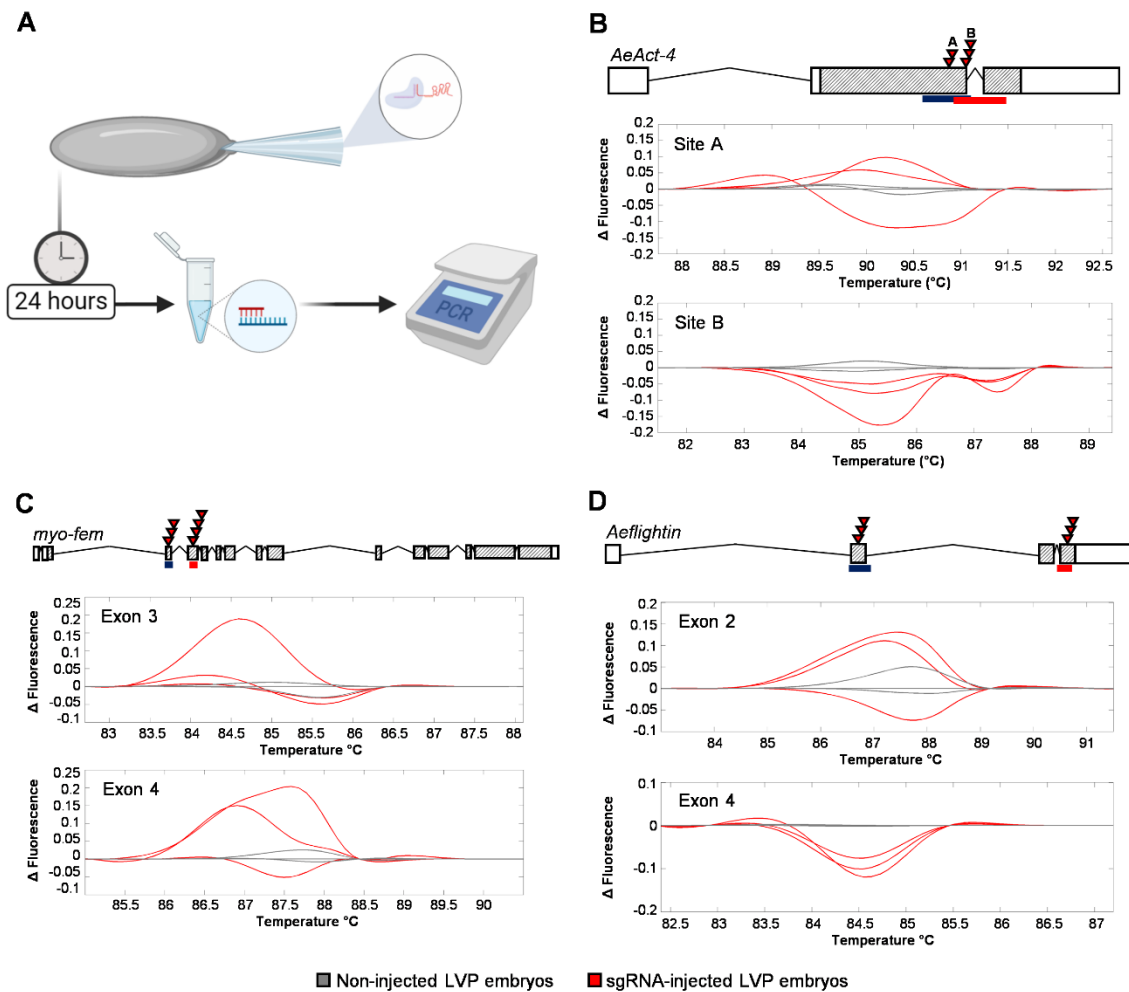 A
24 hours
PCR
B
AeAct-4
A
B
Site A
Δ Fluorescence
0.2
0.15
0.1
0.05
0
-0.05
-0.1
-0.15
-0.2
88 88.5 89 89.5 90 90.5 91 91.5 92 92.5
Temperature (°C)
Site B
Δ Fluorescence
0.2
0.15
0.1
0.05
0
-0.05
-0.10
-0.15
-0.2
82 83 84 85 86 87 88 89
Temperature (°C)
C
myo-fem
Exon 3
Δ Fluorescence
0.25
0.2
0.15
0.1
0.05
0
-0.05
-0.1
83 83.5 84 84.5 85 85.5 86 86.5 87 87.5 88
Temperature °C
Exon 4
Δ Fluorescence
0.25
0.20
0.15
0.1
0.05
0
-0.05
-0.1
85.5 86 86.5 87 87.5 88 88.5 89 89.5 90
Temperature °C
D
Aeflightin
Exon 2
Δ Fluorescence
0.2
0.15
0.1
0.05
0
-0.05
-0.1
84 85 86 87 88 89 90 91
Temperature °C
Exon 4
Δ Fluorescence
0.1
0
-0.1
-0.2
82.5 83 83.5 84 84.5 85 85.5 86 86.5 87
Temperature °C
Non-injected LVP embryos
sgRNA-injected LVP embryos